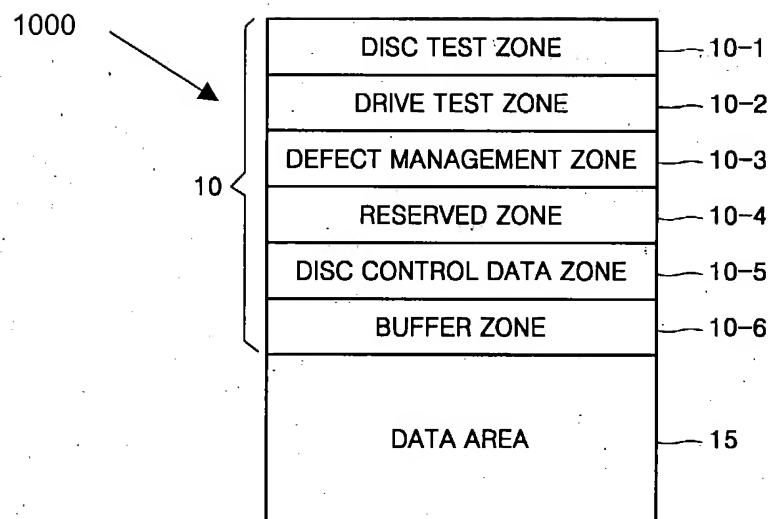 1000
DISC TEST ZONE 10-1
DRIVE TEST ZONE 10-2
DEFECT MANAGEMENT ZONE 10-3
10
RESERVED ZONE 10-4
DISC CONTROL DATA ZONE 10-5
BUFFER ZONE 10-6
DATA AREA 15